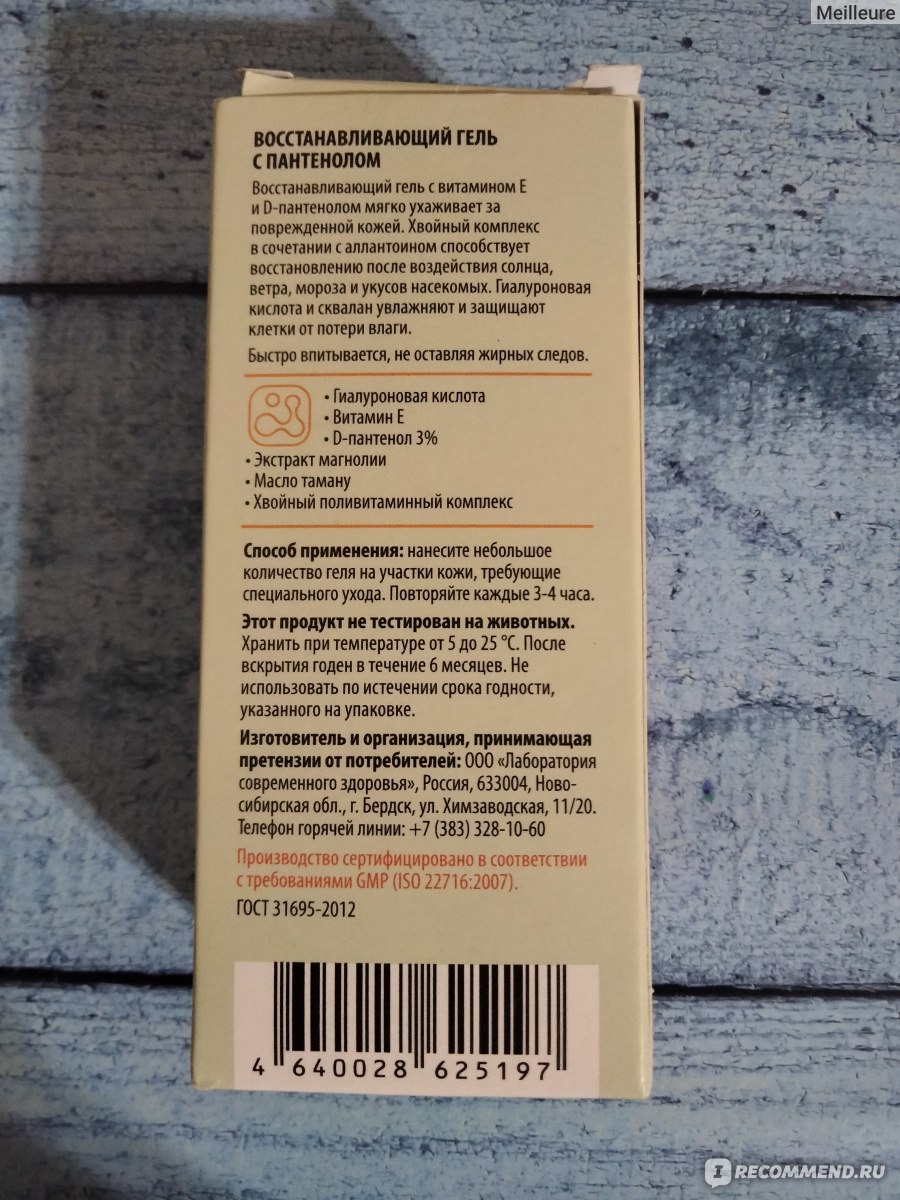 Meilleure
ВОССТАНАВЛИВАЮЩИЙ ГЕЛЬ
С ПАНТЕНОЛОМ
Восстанавливающий гель с витамином Е
и D-пантенолом мягко ухаживает за
поврежденной кожей. Хвойный комплекс
в сочетании с аллантоином способствует
восстановлению после воздействия солнца,
ветра, мороза и укусов насекомых. Гиалуроновая
кислота и сквалан увлажняют и защищают
клетки от потери влаги.
Быстро впитывается, не оставляя жирных следов.
• Гиалуроновая кислота
• Витамин Е
• D-пантенол 3%
• Экстракт магнолии
• Масло таману
• Хвойный поливитаминный комплекс
Способ применения: нанесите небольшое
количество геля на участки кожи, требующие
специального ухода. Повторяйте каждые 3-4 часа.
Этот продукт не тестирован на животных.
Хранить при температуре от 5 до 25 °С. После
вскрытия годен в течение 6 месяцев. Не
использовать по истечении срока годности,
указанного на упаковке.
Изготовитель и организация, принимающая
претензии от потребителей: ООО «Лаборатория
современного здоровья», Россия, 633004, Ново-
сибирская обл., г. Бердск, ул. Химзаводская, 11/20.
Телефон горячей линии: +7 (383) 328-10-60
Производство сертифицировано в соответствии
с требованиями GMP (ISO 22716:2007).
ГОСТ 31695-2012
4 640028 625197
IRECOMMEND.RU